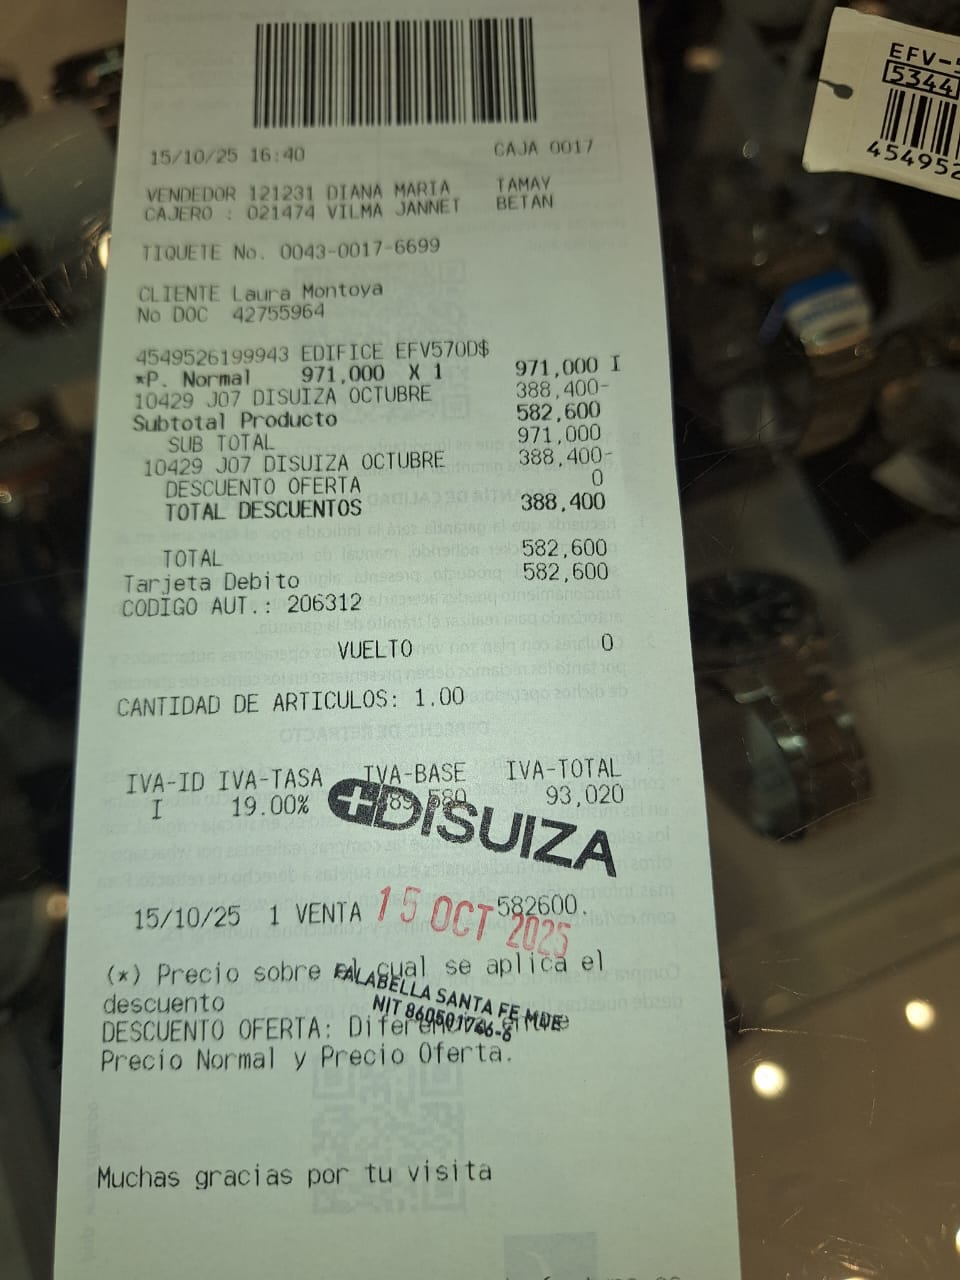 15/10/25 16:40 CAJA 0017
VENDEDOR 121231 DIANA MARIA TAMAY
CAJERO : 021474 VILMA JANNET BETAN
TIQUETE No. 0043-0017-6699
CLIENTE Laura Montoya
No DOC 42755964
4549526199943 EDIFICE EFV570D$
*P. Normal 971,000 X 1 971,000 I
10429 J07 DISUIZA OCTUBRE 388,400-
Subtotal Producto 582,600
SUB TOTAL 971,000
10429 J07 DISUIZA OCTUBRE 388,400-
DESCUENTO OFERTA 0
TOTAL DESCUENTOS 388,400
TOTAL 582,600
Tarjeta Debito 582,600
CODIGO AUT.: 206312
VUELTO 0
CANTIDAD DE ARTICULOS: 1.00
IVA-ID IVA-TASA IVA-BASE IVA-TOTAL
I 19.00% 93,020
DISUIZA
15/10/25 1 VENTA 582600.
15 OCT 2025
(*) Precio sobre el cual se aplica el
descuento
FALABELLA SANTA FE MDE
NIT 860501746-6
DESCUENTO OFERTA:
Precio Normal y Precio Oferta.
Muchas gracias por tu visita
EFV-5
5344
454952